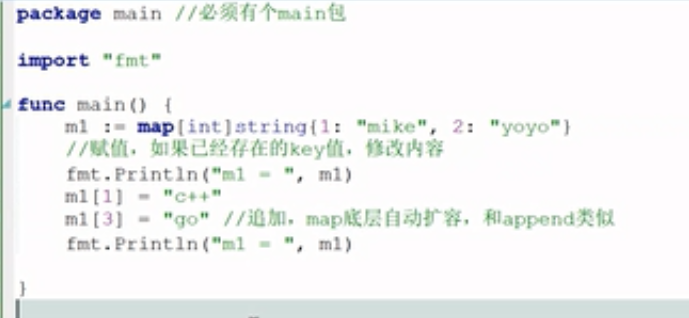 package main //必须有个main包
import "fmt"
func main() {
m1 := map[int]string{1: "mike", 2: "yoyo"}
//赋值，如果已经存在的key值，修改内容
fmt.Println("m1 = ", m1)
m1[1] = "c++"
m1[3] = "go" //追加，map底层自动扩容，和append类似
fmt.Println("m1 = ", m1)
}